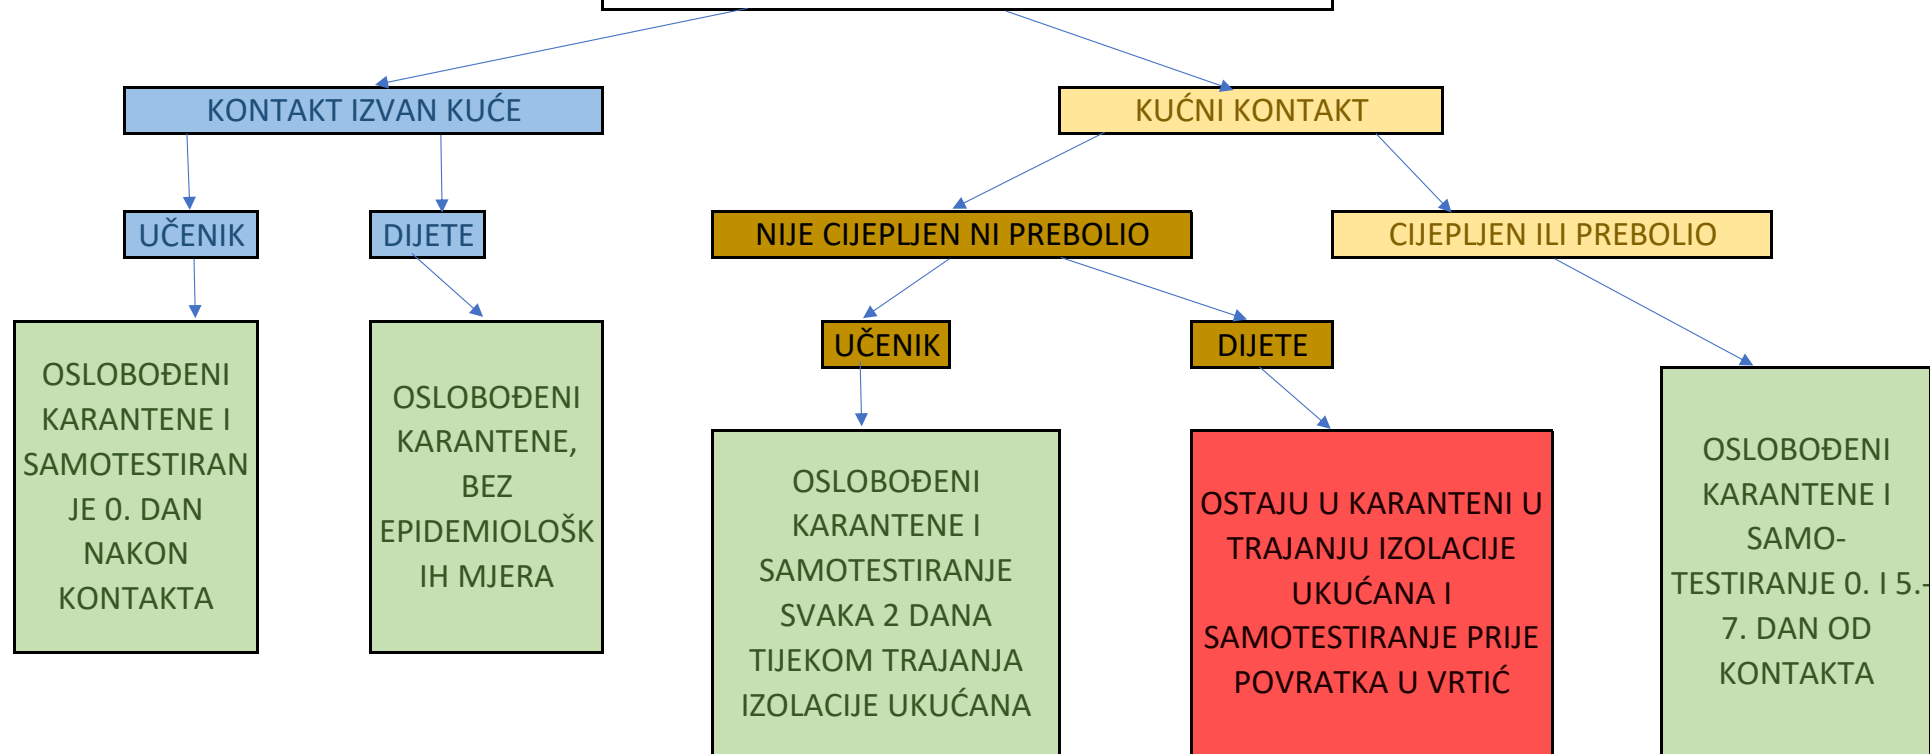 KONTAKT IZVAN KUĆE
KUĆNI KONTAKT
UČENIK
DIJETE
NIJE CIJEPLJEN NI PREBOLIO
CIJEPLJEN ILI PREBOLIO
UČENIK
DIJETE
OSLOBOĐENI
KARANTENE I
SAMOTESTIRAN
JE 0. DAN
NAKON
KONTAKTA
OSLOBOĐENI
KARANTENE,
BEZ
EPIDEMIOLOŠK
IH MJERA
OSLOBOĐENI
KARANTENE I
SAMOTESTIRANJE
SVAKA 2 DANA
TIJEKOM TRAJANJA
IZOLACIJE UKUĆANA
OSTAJU U KARANTENI U
TRAJANJU IZOLACIJE
UKUĆANA I
SAMOTESTIRANJE PRIJE
POVRATKA U VRTIĆ
OSLOBOĐENI
KARANTENE I
SAMO-
TESTIRANJE 0. I 5.-
7. DAN OD
KONTAKTA